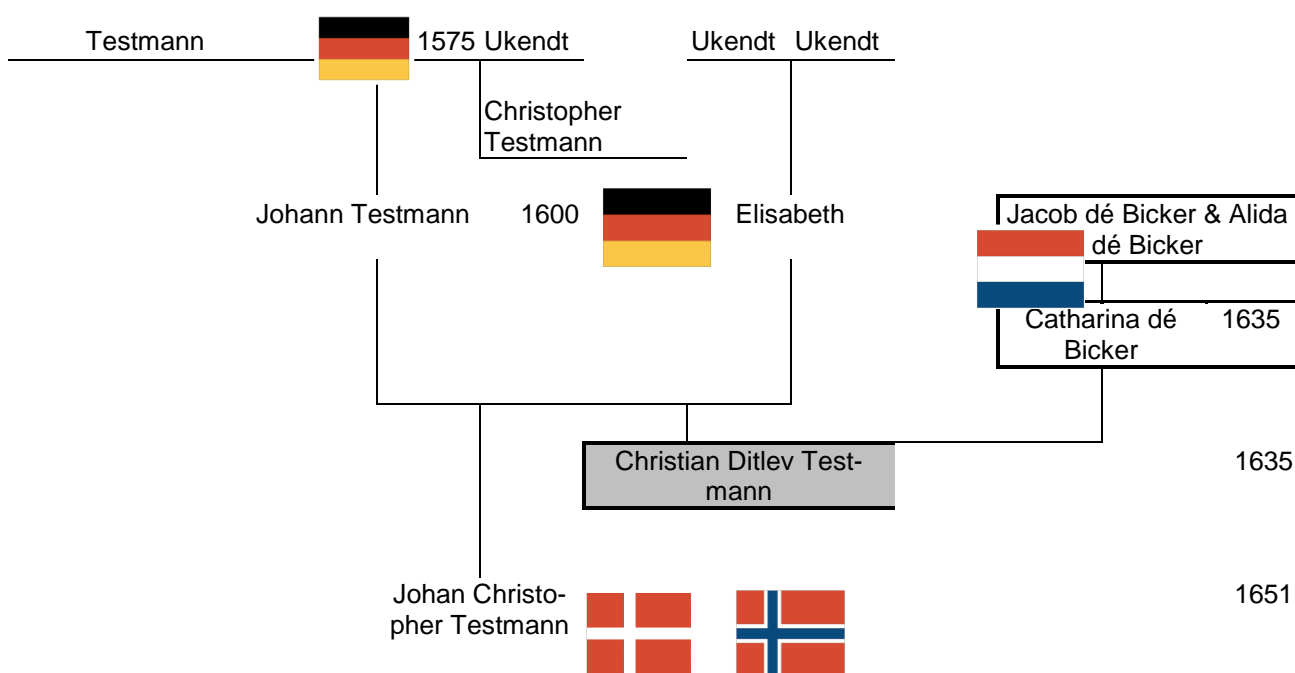 Testmann 1575 Ukendt Ukendt Ukendt
Christopher
Testmann
Johann Testmann 1600 Elisabeth
Jacob dé Bicker & Alida
dé Bicker
Catharina dé 1635
Bicker
Christian Ditlev Test-
mann
1635
Johan Christo-
pher Testmann
1651